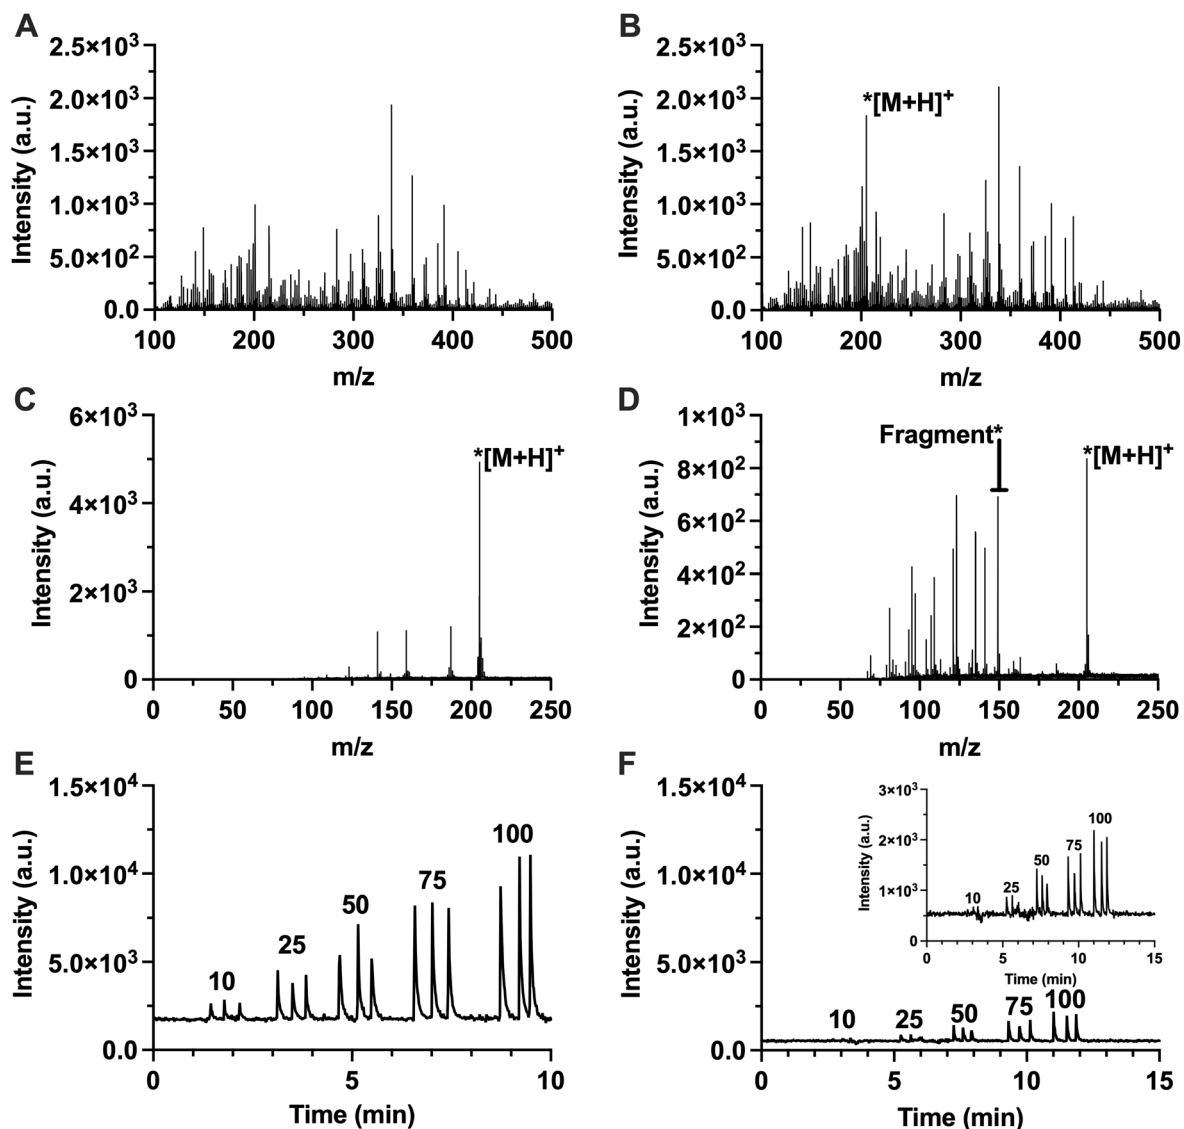 A
2.5×10³
2.0×10³
1.5×10³
1.0×10³
5.0×10²
0.0
Intensity (a.u.)
100 200 300 400 500
m/z
B
2.5×10³
2.0×10³
1.5×10³
1.0×10³
5.0×10²
0.0
Intensity (a.u.)
*[M+H]⁺
100 200 300 400 500
m/z
C
6×10³
4×10³
2×10³
0
Intensity (a.u.)
*[M+H]⁺
0 50 100 150 200 250
m/z
D
1×10³
8×10²
6×10²
4×10²
2×10²
0
Intensity (a.u.)
Fragment*
*[M+H]⁺
0 50 100 150 200 250
m/z
E
1.5×10⁴
1.0×10⁴
5.0×10³
0.0
Intensity (a.u.)
10 25 50 75 100
0 5 10
Time (min)
F
1.5×10⁴
1.0×10⁴
5.0×10³
0.0
Intensity (a.u.)
3×10³
2×10³
1×10³
0
Intensity (a.u.)
10 25 50 75 100
0 5 10 15
Time (min)
10 25 50 75 100
0 5 10 15
Time (min)